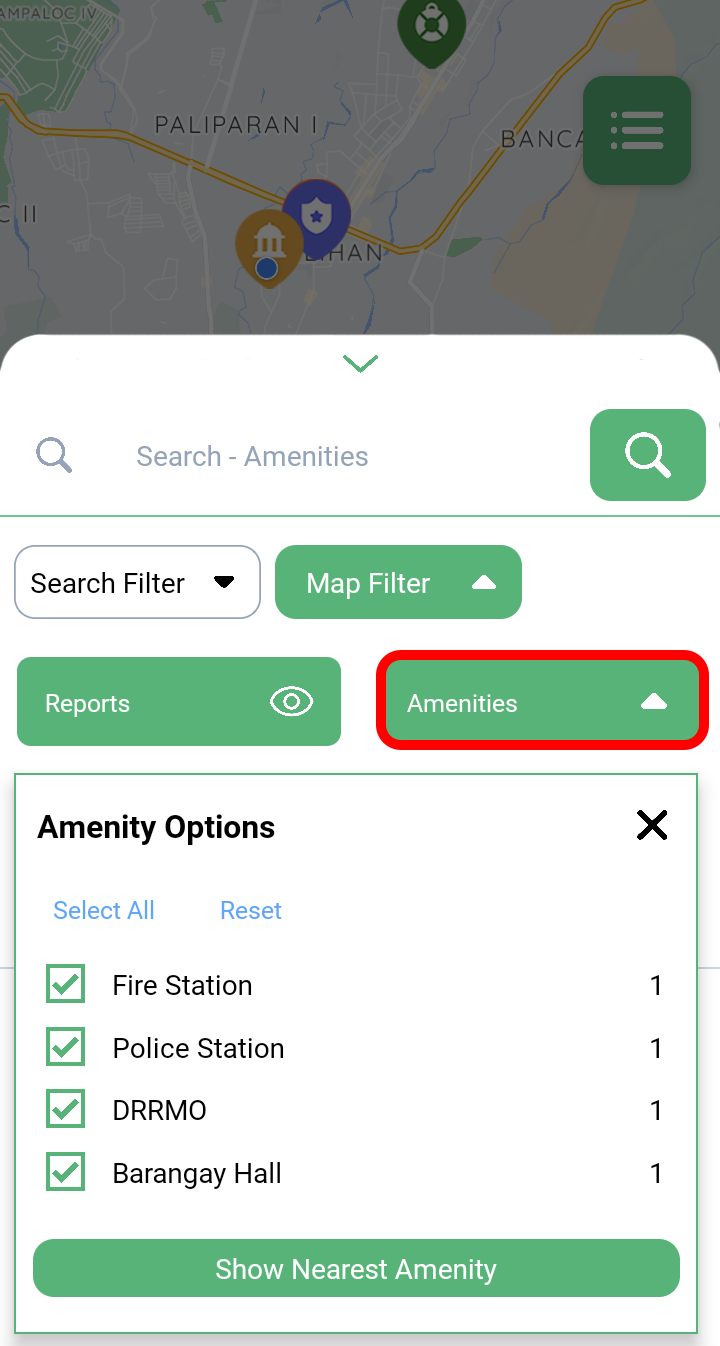 AMPALOC IV
PALIPARAN I
BANCA
C II
IHAN
Search - Amenities
Search Filter
Map Filter
Reports
Amenities
Amenity Options
Select All
Reset
Fire Station 1
Police Station 1
DRRMO 1
Barangay Hall 1
Show Nearest Amenity